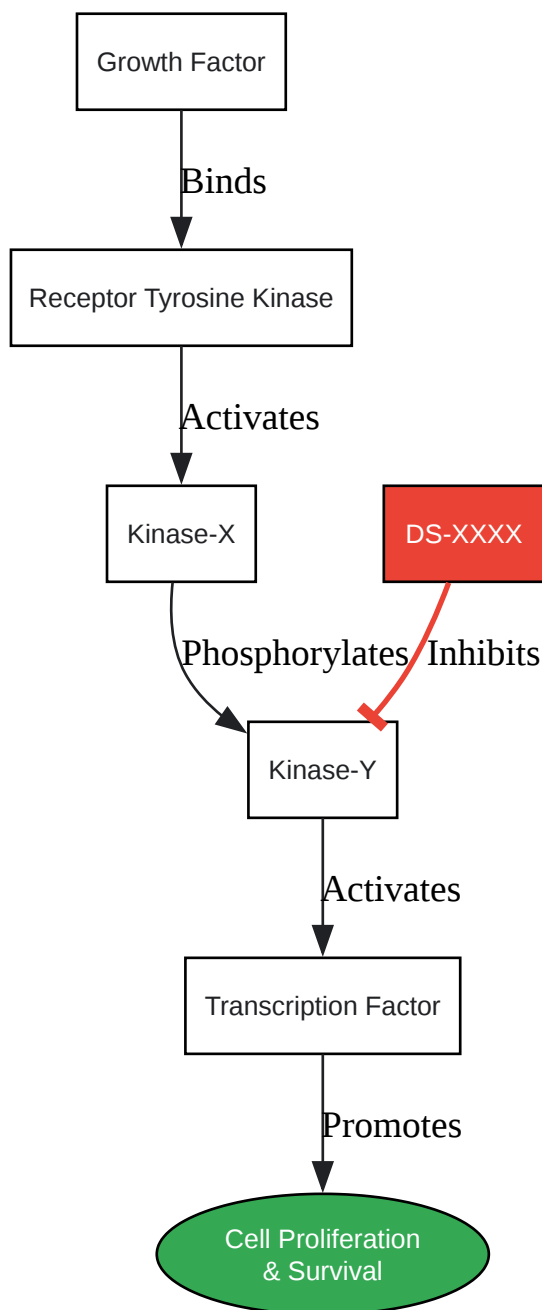 Growth Factor
Binds
Receptor Tyrosine Kinase
Activates
Kinase-X
DS-XXXX
Phosphorylates
Inhibits
Kinase-Y
Activates
Transcription Factor
Promotes
Cell Proliferation
& Survival